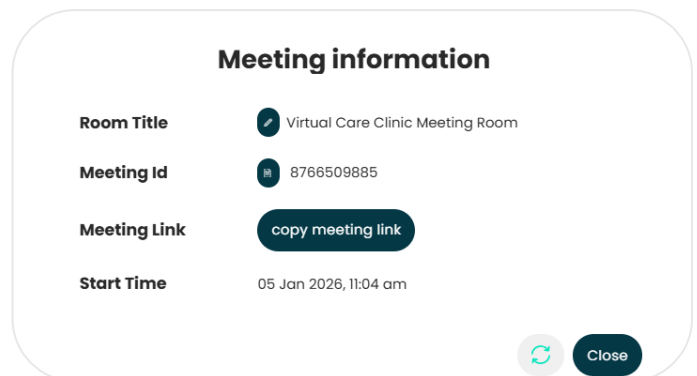 Meeting information
Room Title Virtual Care Clinic Meeting Room
Meeting Id 8766509885
Meeting Link copy meeting link
Start Time 05 Jan 2026, 11:04 am
Close